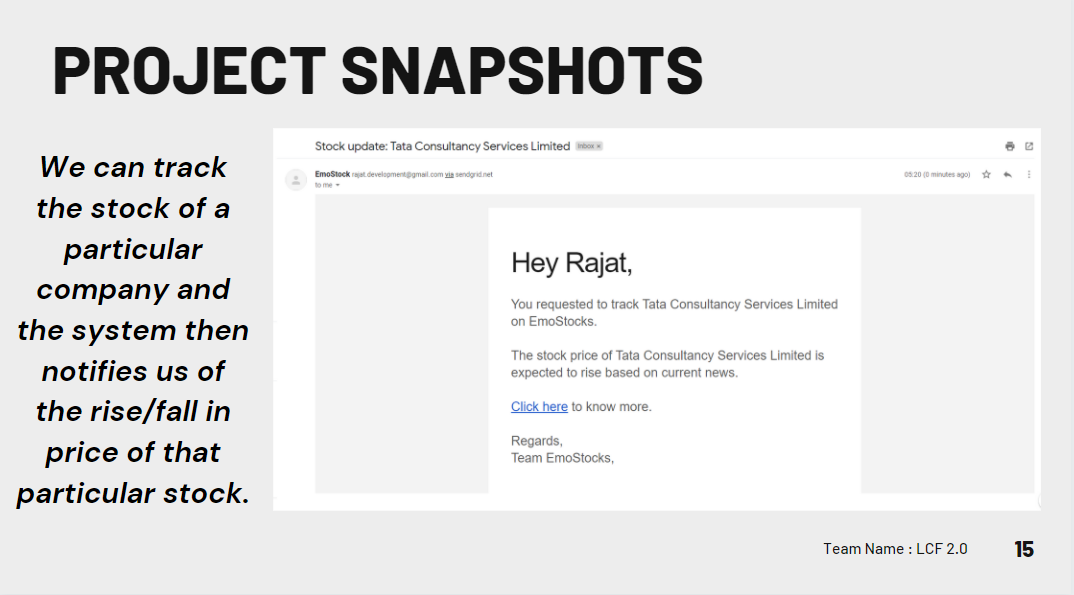 PROJECT SNAPSHOTS
We can track
the stock of a
particular
company and
the system then
notifies us of
the rise/fall in
price of that
particular stock.
Stock update: Tata Consultancy Services Limited Inbox x
EmoStock rajat.development@gmail.com via sendgrid.net
05:20 (0 minutes ago)
to me
Hey Rajat,
You requested to track Tata Consultancy Services Limited
on EmoStocks.
The stock price of Tata Consultancy Services Limited is
expected to rise based on current news.
Click here to know more.
Regards,
Team EmoStocks,
Team Name : LCF 2.0
15